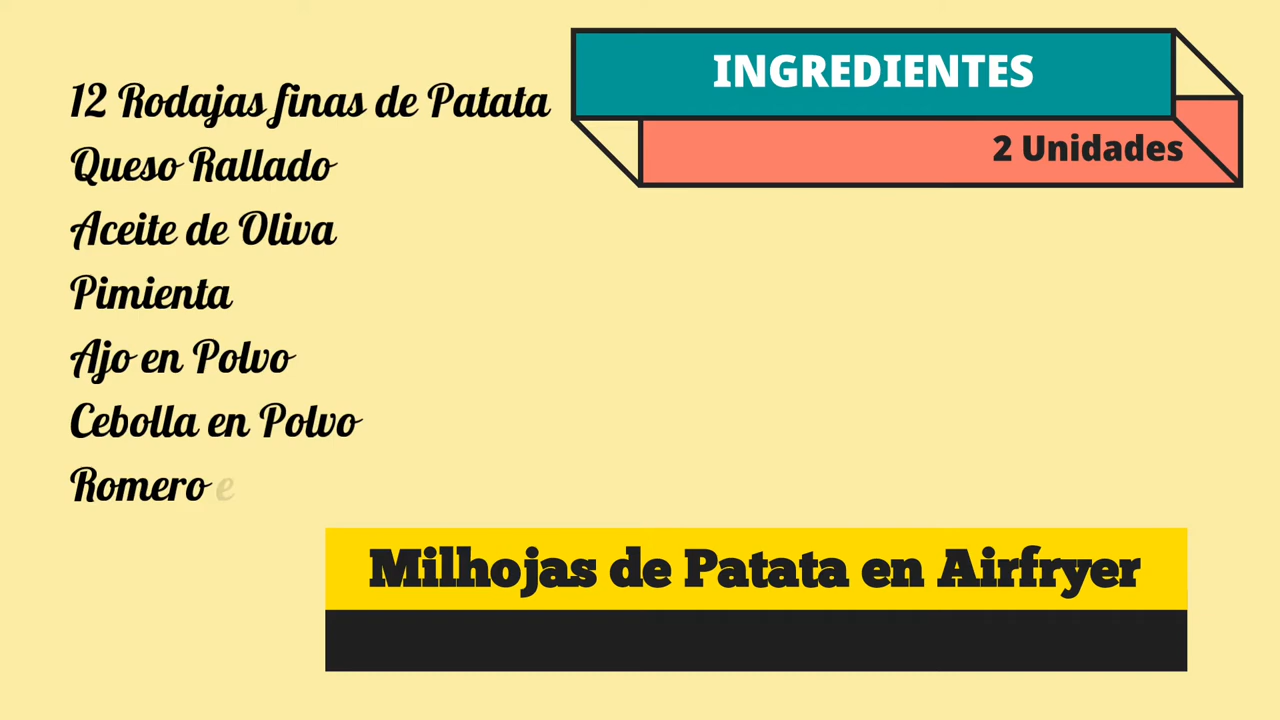 INGREDIENTES
2 Unidades
12 Rodajas finas de Patata
Queso Rallado
Aceite de Oliva
Pimienta
Ajo en Polvo
Cebolla en Polvo
Romero e
Milhojas de Patata en Airfryer